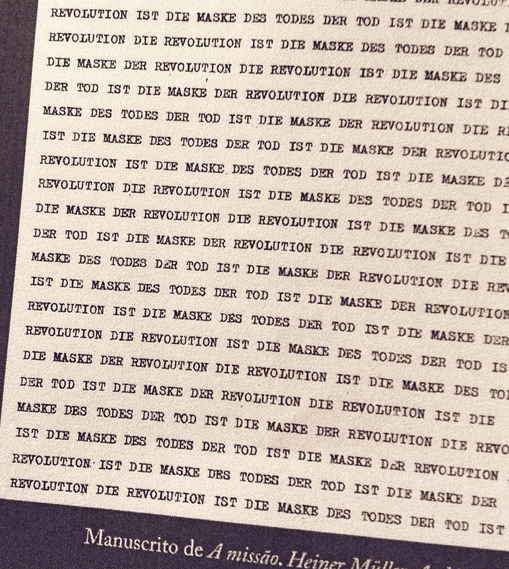 REVOLUTION IST DIE MASKE DES TODES DER TOD IST DIE MASKE
REVOLUTION DIE REVOLUTION IST DIE MASKE DES TODES DER TOD
DIE MASKE DER REVOLUTION DIE REVOLUTION IST DIE MASKE DES
DER TOD IST DIE MASKE DER REVOLUTION DIE REVOLUTION IST
MASKE DES TODES DER TOD IST DIE MASKE DER REVOLUTION DIE
IST DIE MASKE DES TODES DER TOD IST DIE MASKE DER
REVOLUTION IST DIE MASKE DES TODES DER TOD IST DIE MASKE
REVOLUTION DIE REVOLUTION IST DIE MASKE DES TODES DER TOD
DIE MASKE DER REVOLUTION DIE REVOLUTION IST DIE MASKE DES
DER TOD IST DIE MASKE DER REVOLUTION DIE REVOLUTION IST DIE
MASKE DES TODES DER TOD IST DIE MASKE DER REVOLUTION DIE
IST DIE MASKE DES TODES DER TOD IST DIE MASKE DER REVOLUTION
REVOLUTION IST DIE MASKE DES TODES DER TOD IST DIE MASKE DER
REVOLUTION DIE REVOLUTION IST DIE MASKE DES TODES DER TOD
DIE MASKE DER REVOLUTION DIE REVOLUTION IST DIE MASKE DES
DER TOD IST DIE MASKE DER REVOLUTION DIE REVOLUTION IST DIE
MASKE DES TODES DER TOD IST DIE MASKE DER REVOLUTION DIE
IST DIE MASKE DES TODES DER TOD IST DIE MASKE DER REVOLUTION
REVOLUTION IST DIE MASKE DES TODES DER TOD IST DIE MASKE DER
REVOLUTION DIE REVOLUTION IST DIE MASKE DES TODES DER TOD IST
Manuscrito de A missão. Heiner